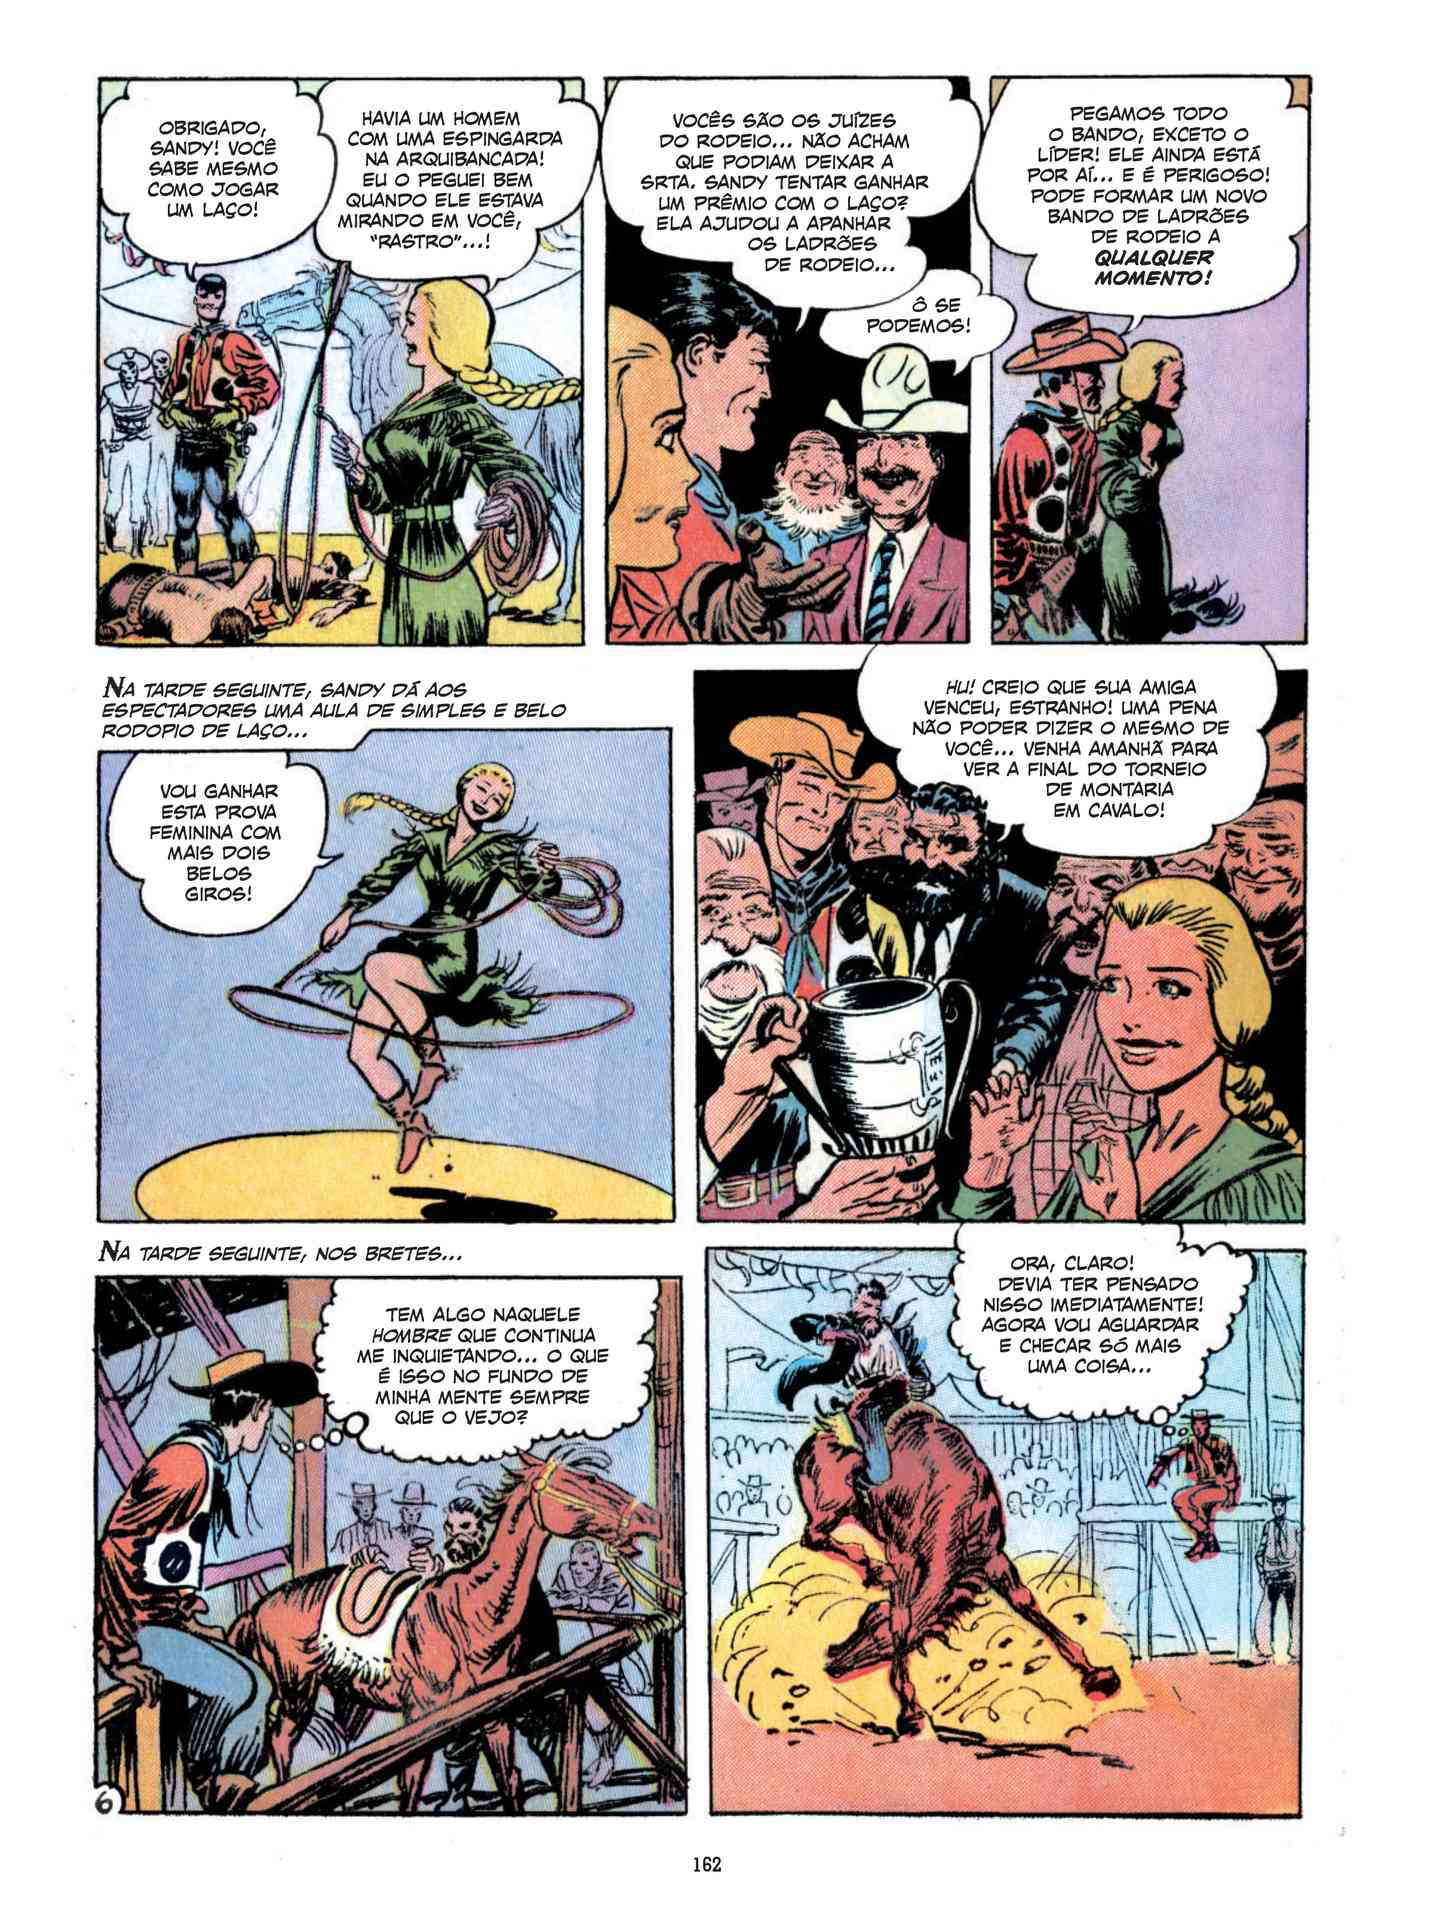 OBRIGADO,
SANDY! VOCÊ
SABE MESMO
COMO JOGAR
UM LAÇO!
HAVIA UM HOMEM
COM UMA ESPINGARDA
NA ARQUIBANCADA!
EU O PEGUEI BEM
QUANDO ELE ESTAVA
MIRANDO EM VOCÊ,
“RASTRO”...!
VOCÊS SÃO OS JUÍZES
DO RODEIO... NÃO ACHAM
QUE PODIAM DEIXAR A
SRTA. SANDY TENTAR GANHAR
UM PRÊMIO COM O LAÇO?
ELA AJUDOU A APANHAR
OS LADRÕES
DE RODEIO...
Ô SE
PODEMOS!
PEGAMOS TODO
O BANDO, EXCETO O
LÍDER! ELE AINDA ESTÁ
POR AÍ... E É PERIGOSO!
PODE FORMAR UM NOVO
BANDO DE LADRÕES
DE RODEIO A
QUALQUER
MOMENTO!
NA TARDE SEGUINTE, SANDY DÁ AOS
ESPECTADORES UMA AULA DE SIMPLES E BELO
RODOPIO DE LAÇO...
VOU GANHAR
ESTA PROVA
FEMININA COM
MAIS DOIS
BELOS
GIROS!
HU! CREIO QUE SUA AMIGA
VENCEU, ESTRANHO! UMA PENA
NÃO PODER DIZER O MESMO DE
VOCÊ... VENHA AMANHÃ PARA
VER A FINAL DO TORNEIO
DE MONTARIA
EM CAVALO!
NA TARDE SEGUINTE, NOS BRETES...
TEM ALGO NAQUELE
HOMBRE QUE CONTINUA
ME INQUIETANDO... O QUE
É ISSO NO FUNDO DE
MINHA MENTE SEMPRE
QUE O VEJO?
ORA, CLARO!
DEVIA TER PENSADO
NISSO IMEDIATAMENTE!
AGORA VOU AGUARDAR
E CHECAR SÓ MAIS
UMA COISA...
6
162